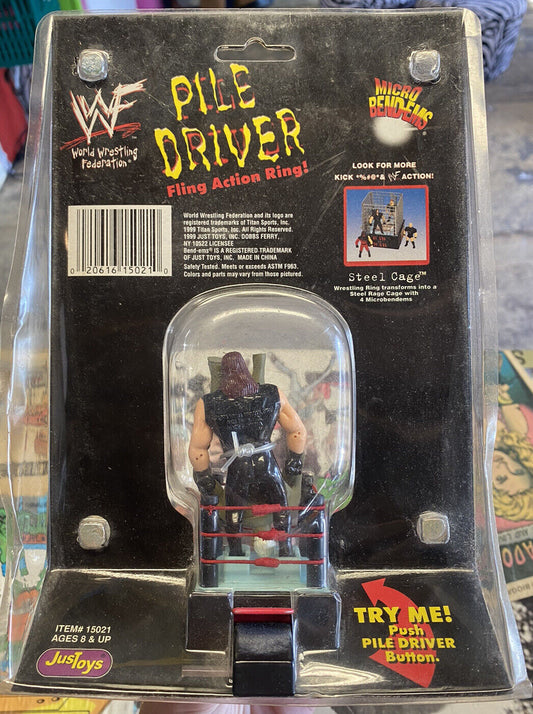 WF
World Wrestling
Federation®
PILE
DRIVER
Fling Action Ring!
MICRO
BEND-EMS
LOOK FOR MORE
KICK *%#@*& WF ACTION!
Steel Cage™
Wrestling Ring transforms into a
Steel Rage Cage with
4 Microbendems
0 20616 15021 0
World Wrestling Federation and its logo are
registered trademarks of Titan Sports, Inc.
1999 Titan Sports, Inc. All Rights Reserved.
1999 JUST TOYS, INC. DOBBS FERRY,
NY 10522 LICENSEE
Bend-ems® IS A REGISTERED TRADEMARK
OF JUST TOYS, INC. MADE IN CHINA
Safety Tested. Meets or exceeds ASTM F963.
Colors and parts may vary from those pictured.
ITEM# 15021
AGES 8 & UP
JusToys
TRY ME!
Push
PILE DRIVER
Button.